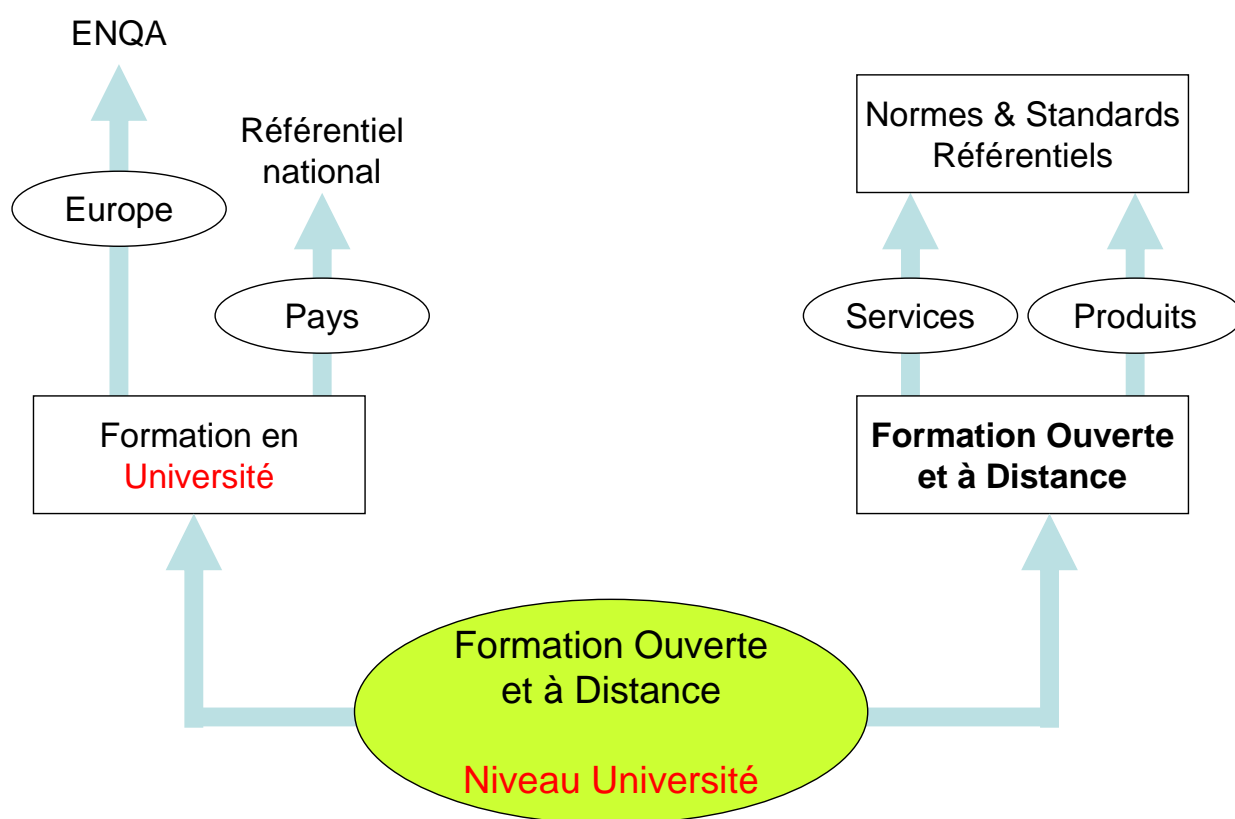 ENQA
Référentiel
national
Normes & Standards
Référentiels
Europe
Pays
Services
Produits
Formation en
Université
Formation Ouverte
et à Distance
Formation Ouverte
et à Distance
Niveau Université